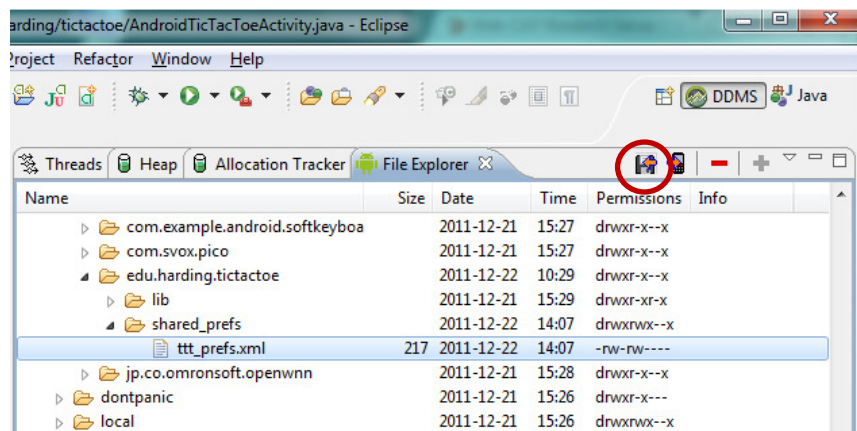 arding/tictactoe/AndroidTicTacToeActivity.java - Eclipse
Project Refactor Window Help
DDMS Java
Threads Heap Allocation Tracker File Explorer
Name Size Date Time Permissions Info
com.example.android.softkeyboa 2011-12-21 15:27 drwxr-x--x
com.svox.pico 2011-12-21 15:27 drwxr-x--x
edu.harding.tictactoe 2011-12-22 10:29 drwxr-x--x
lib 2011-12-21 15:29 drwxr-xr-x
shared_prefs 2011-12-22 14:07 drwxrwx--x
ttt_prefs.xml 217 2011-12-22 14:07 -rw-rw----
jp.co.omronsoft.openwnn 2011-12-21 15:28 drwxr-x--x
dontpanic 2011-12-21 15:26 drwxr-x---
local 2011-12-21 15:26 drwxrwx--x